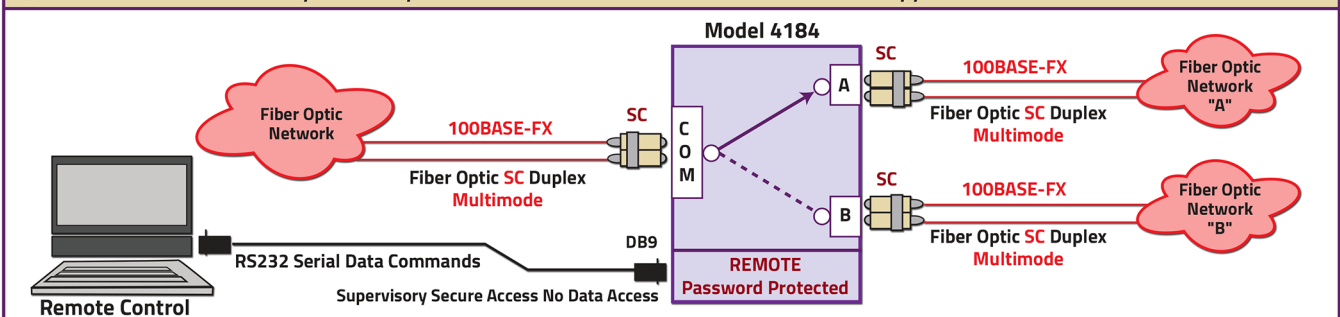 Model 4184
Fiber Optic
Network
100BASE-FX
SC
Fiber Optic SC Duplex
Multimode
C
O
M
A
B
SC
100BASE-FX
Fiber Optic SC Duplex
Multimode
Fiber Optic
Network
"A"
SC
100BASE-FX
Fiber Optic SC Duplex
Multimode
Fiber Optic
Network
"B"
RS232 Serial Data Commands
DB9
Supervisory Secure Access No Data Access
REMOTE
Password Protected
Remote Control